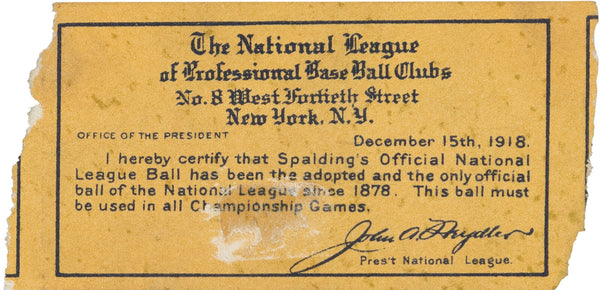 The National League
of Professional Base Ball Clubs
No. 8 West Fortieth Street
New York, N.Y.
OFFICE OF THE PRESIDENT
December 15th, 1918.
I hereby certify that Spalding's Official National
League Ball has been the adopted and the only official
ball of the National League since 1878. This ball must
be used in all Championship Games.
John A. Heydler
Pres't National League.